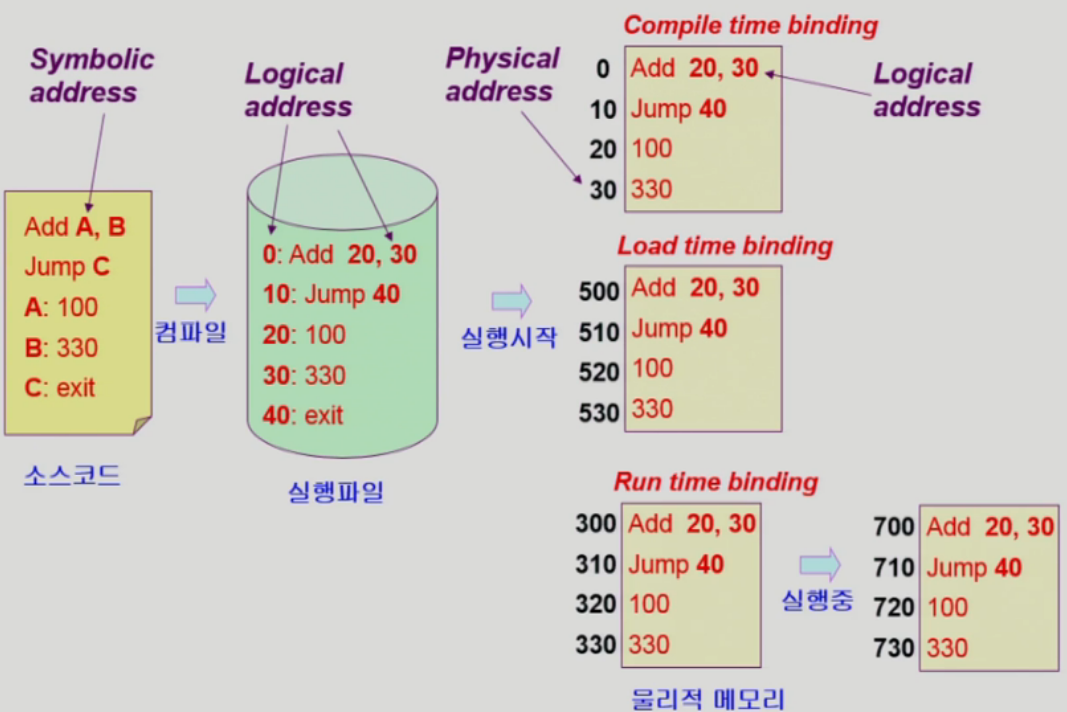 Symbolic
address
Add A, B
Jump C
A: 100
B: 330
C: exit
소스코드
컴파일
Logical
address
0: Add 20, 30
10: Jump 40
20: 100
30: 330
40: exit
실행파일
실행시작
Physical
address
Compile time binding
0 Add 20, 30
10 Jump 40
20 100
30 330
Logical
address
Load time binding
500 Add 20, 30
510 Jump 40
520 100
530 330
Run time binding
300 Add 20, 30
310 Jump 40
320 100
330 330
실행중
700 Add 20, 30
710 Jump 40
720 100
730 330
물리적 메모리